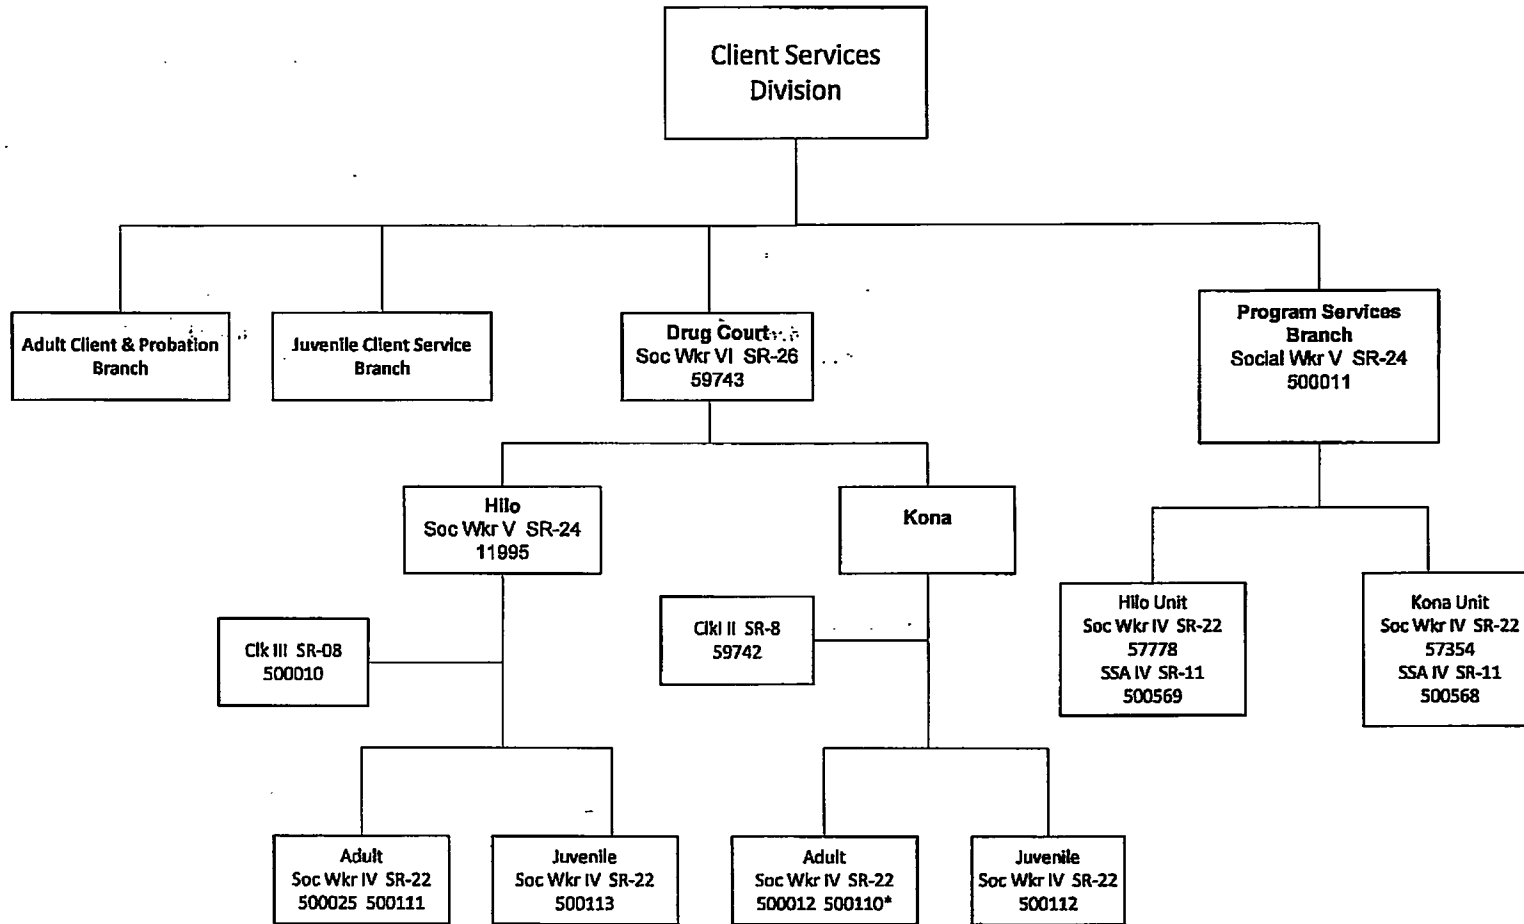 Client Services
Division
Adult Client & Probation
Branch
Juvenile Client Service
Branch
Drug Court
Soc Wkr VI SR-26
59743
Program Services
Branch
Social Wkr V SR-24
500011
Hilo
Soc Wkr V SR-24
11995
Kona
Clk III SR-08
500010
Clkl II SR-8
59742
Hilo Unit
Soc Wkr IV SR-22
57778
SSA IV SR-11
500569
Kona Unit
Soc Wkr IV SR-22
57354
SSA IV SR-11
500568
Adult
Soc Wkr IV SR-22
500025 500111
Juvenile
Soc Wkr IV SR-22
500113
Adult
Soc Wkr IV SR-22
500012 500110*
Juvenile
Soc Wkr IV SR-22
500112